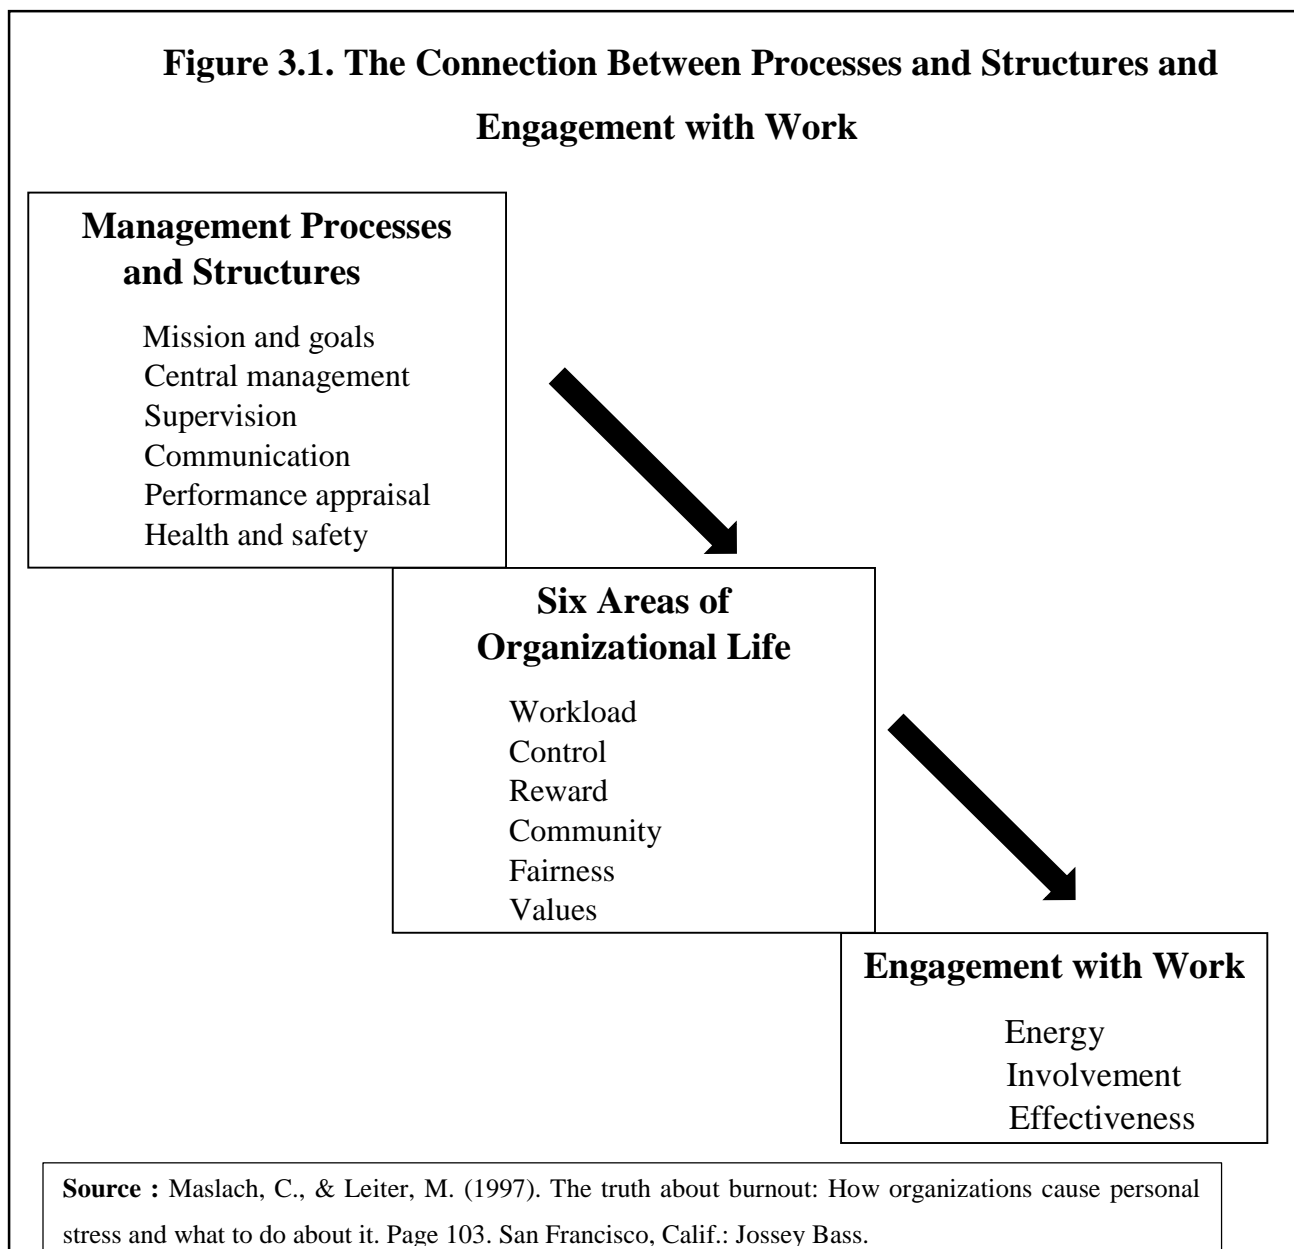 Figure 3.1. The Connection Between Processes and Structures and
Engagement with Work
Management Processes
and Structures
Mission and goals
Central management
Supervision
Communication
Performance appraisal
Health and safety
Six Areas of
Organizational Life
Workload
Control
Reward
Community
Fairness
Values
Engagement with Work
Energy
Involvement
Effectiveness
Source : Maslach, C., & Leiter, M. (1997). The truth about burnout: How organizations cause personal
stress and what to do about it. Page 103. San Francisco, Calif.: Jossey Bass.